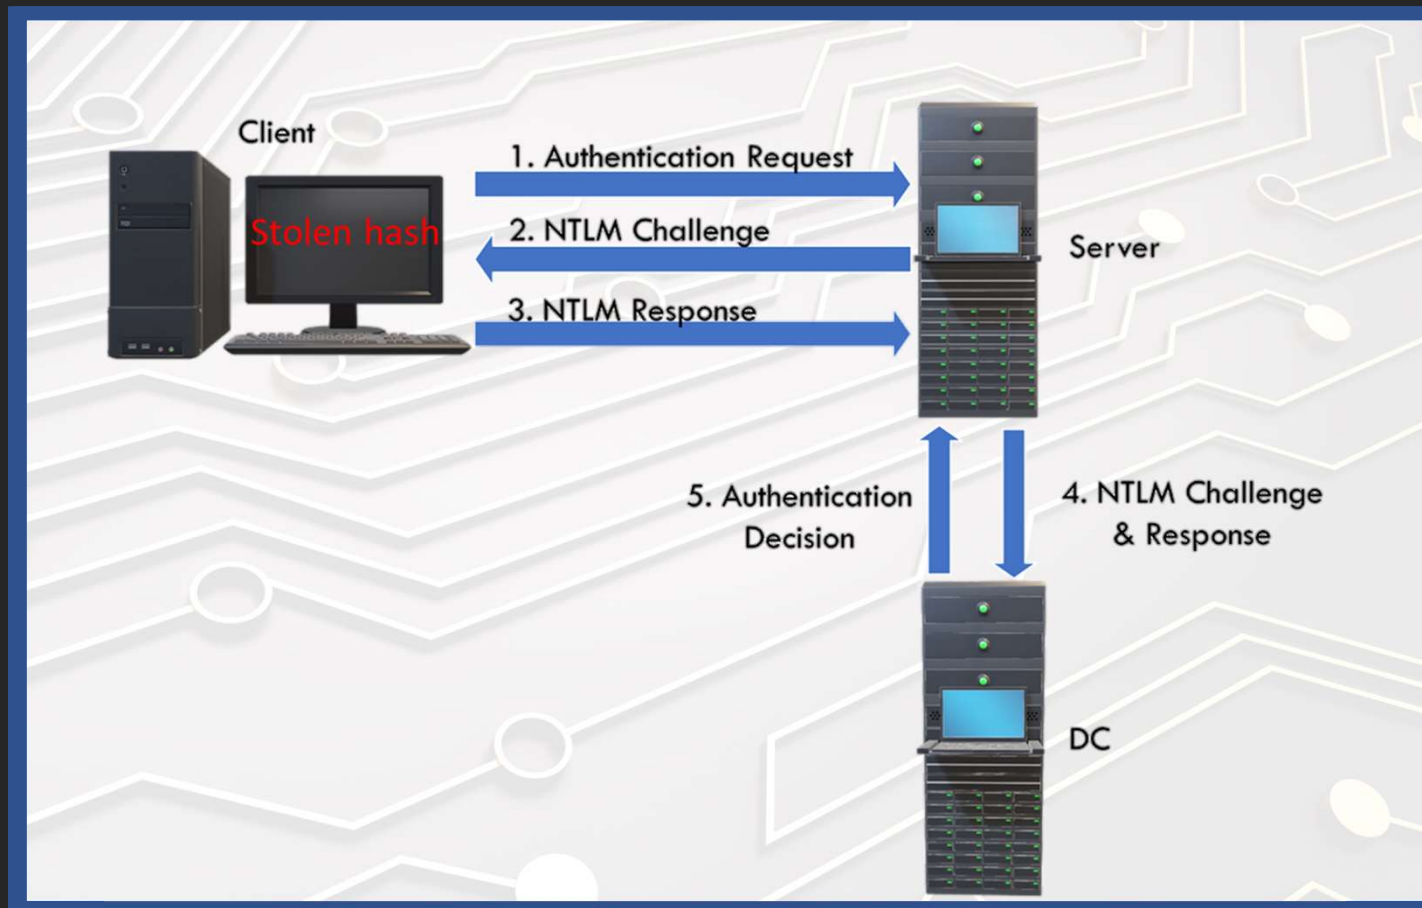 Client
Stolen hash
1. Authentication Request
2. NTLM Challenge
3. NTLM Response
Server
5. Authentication
Decision
4. NTLM Challenge
& Response
DC